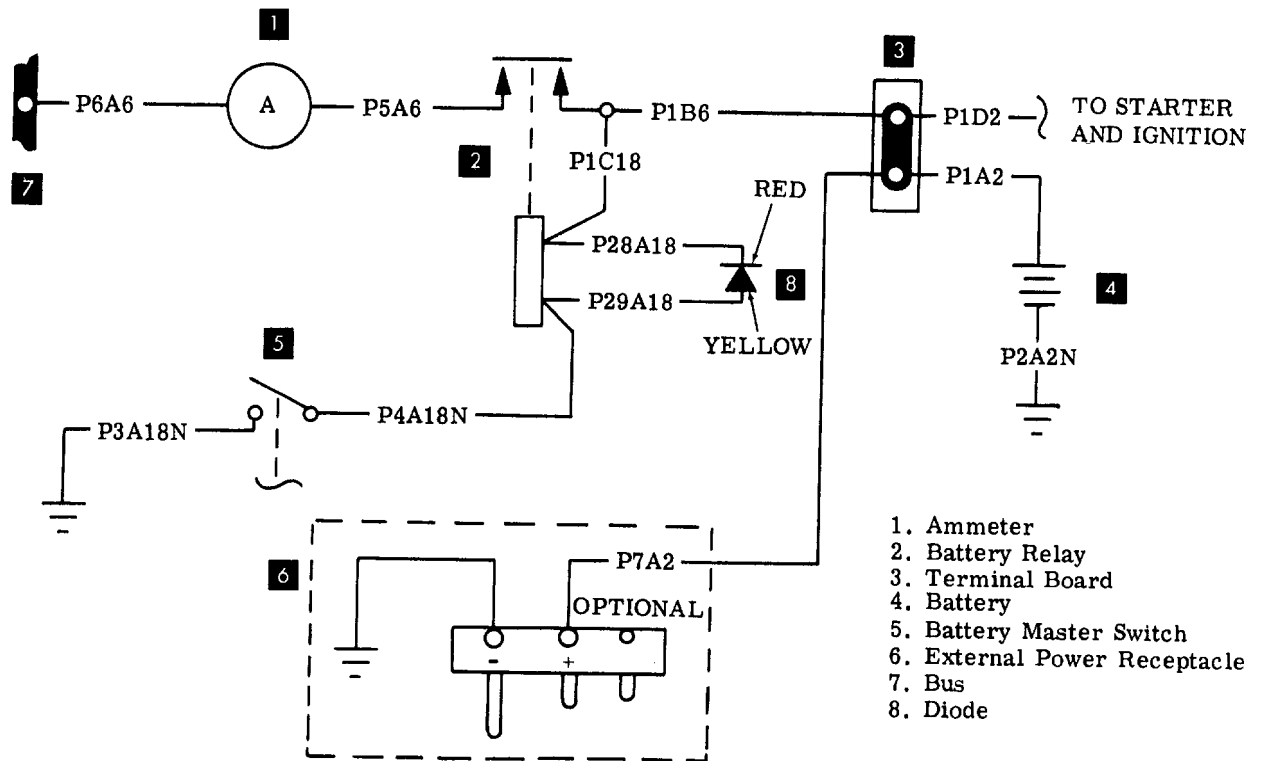 1
3
P6A6
A
P5A6
P1B6
P1D2
TO STARTER
AND IGNITION
2
P1C18
7
P1A2
RED
P28A18
8
4
P29A18
YELLOW
5
P2A2N
P4A18N
P3A18N
6
P7A2
OPTIONAL
- +
1. Ammeter
2. Battery Relay
3. Terminal Board
4. Battery
5. Battery Master Switch
6. External Power Receptacle
7. Bus
8. Diode